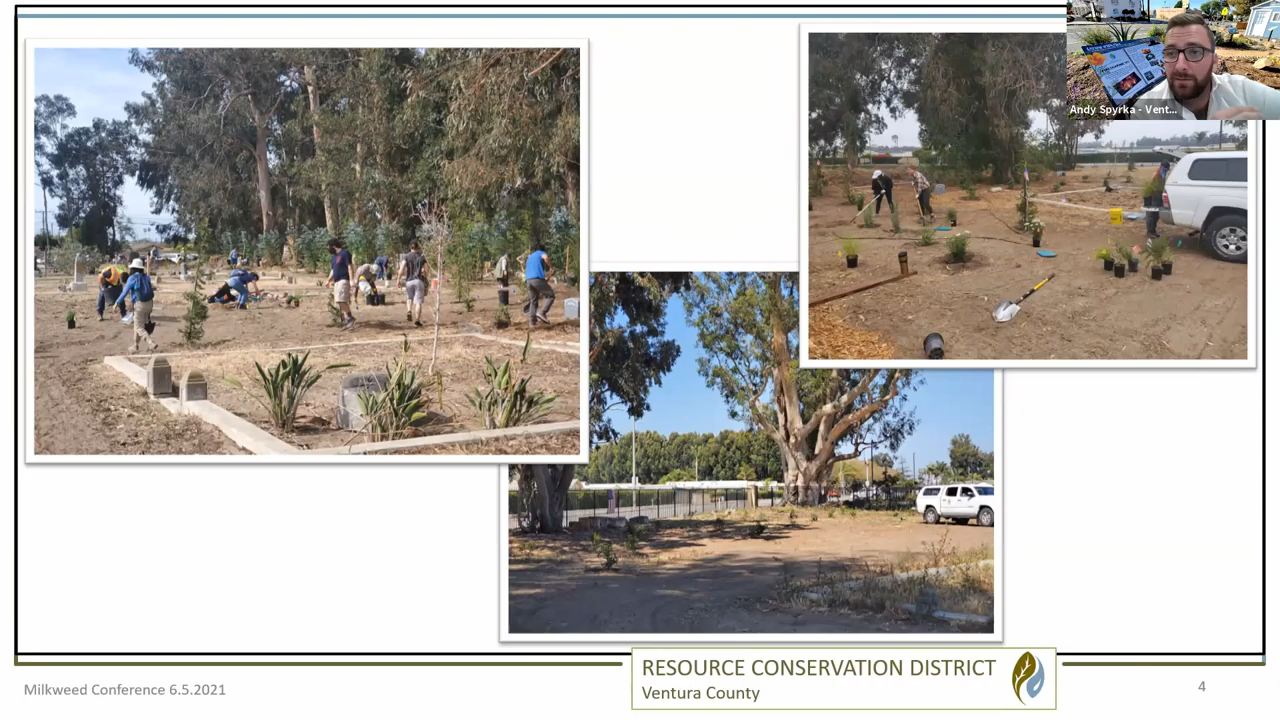 Andy Spyrka - Vent...
RESOURCE CONSERVATION DISTRICT
Ventura County
Milkweed Conference 6.5.2021
4